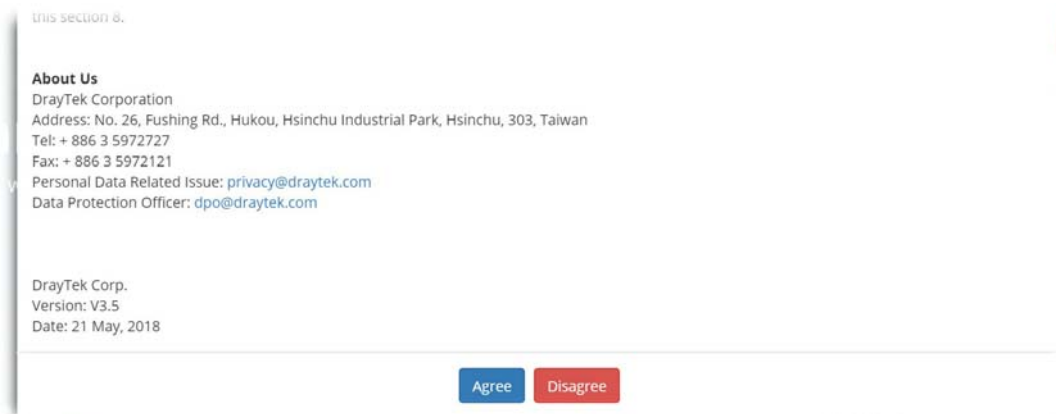 this section 8.
About Us
DrayTek Corporation
Address: No. 26, Fushing Rd., Hukou, Hsinchu Industrial Park, Hsinchu, 303, Taiwan
Tel: + 886 3 5972727
Fax: + 886 3 5972121
Personal Data Related Issue: privacy@draytek.com
Data Protection Officer: dpo@draytek.com
DrayTek Corp.
Version: V3.5
Date: 21 May, 2018
Agree Disagree